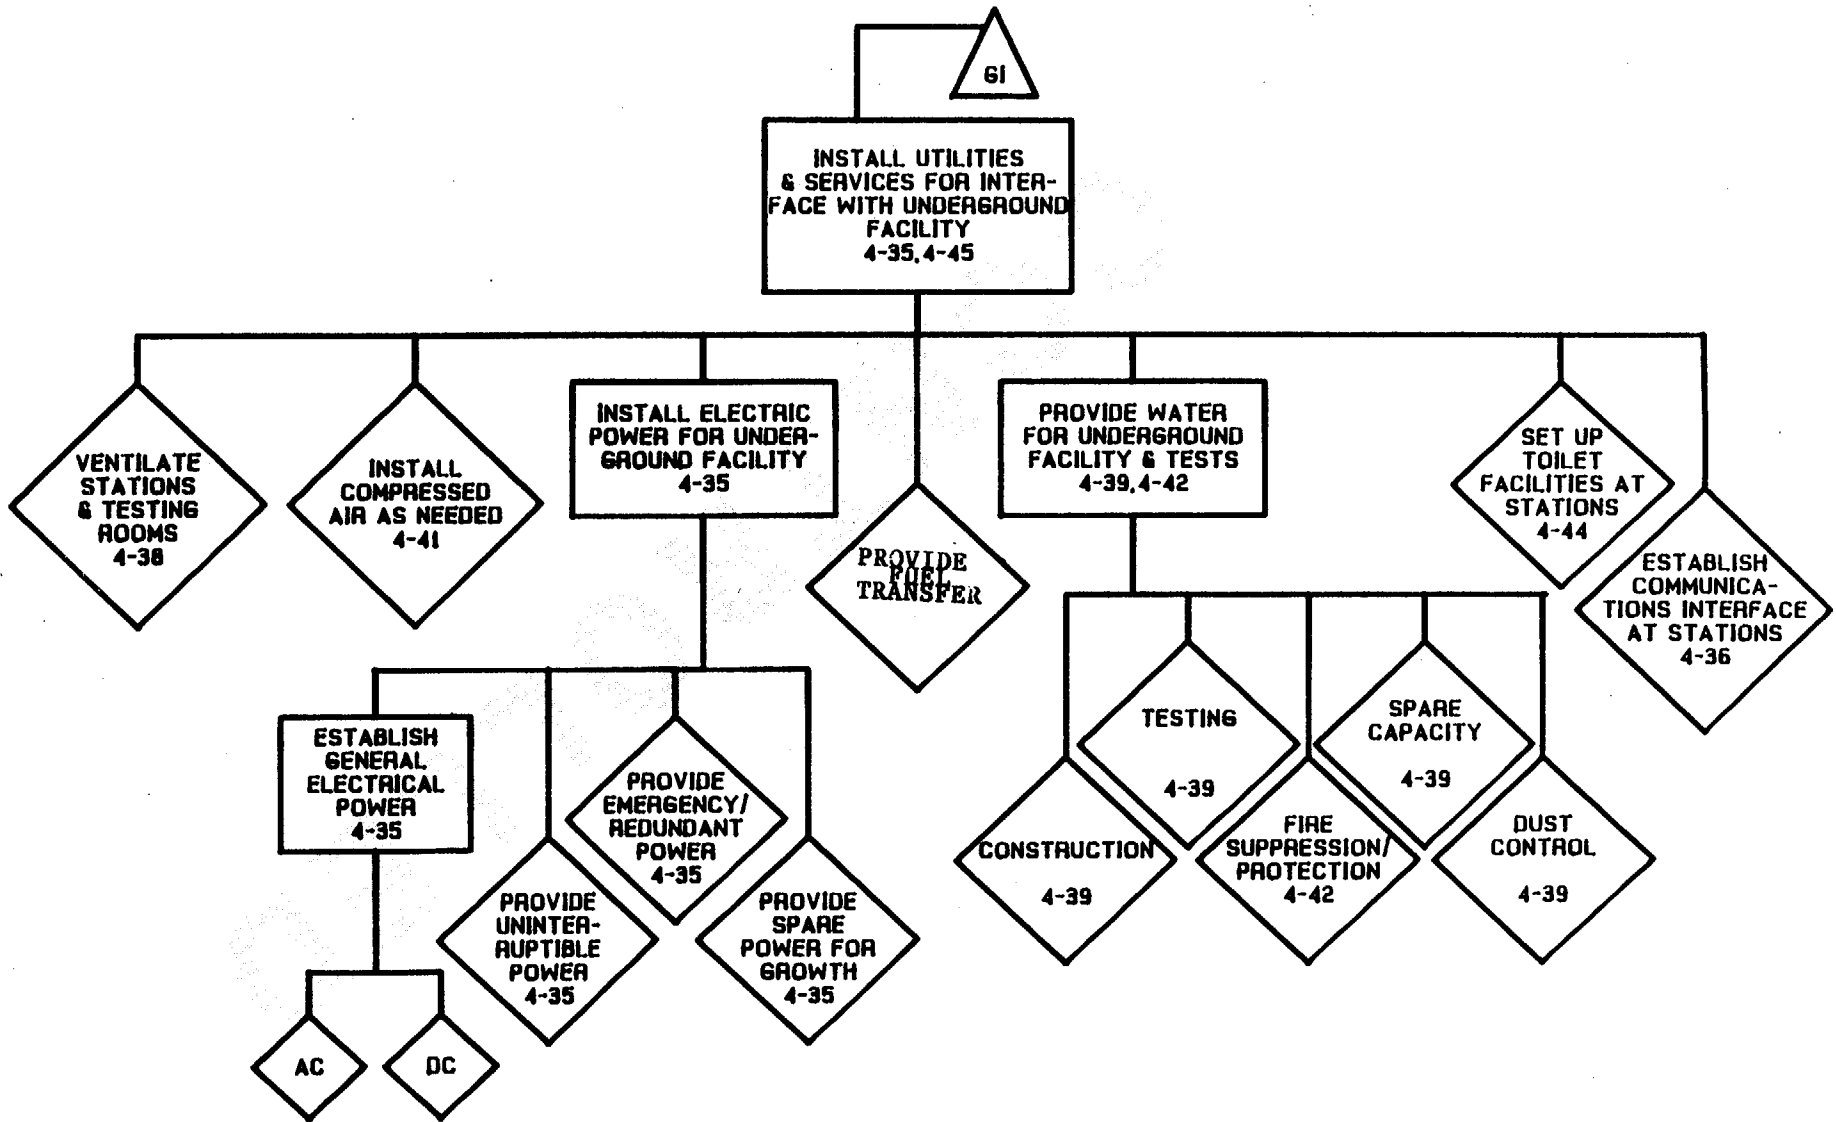 G1
INSTALL UTILITIES
& SERVICES FOR INTER-
FACE WITH UNDERGROUND
FACILITY
4-35,4-45
VENTILATE
STATIONS
& TESTING
ROOMS
4-38
INSTALL
COMPRESSED
AIR AS NEEDED
4-41
INSTALL ELECTRIC
POWER FOR UNDER-
GROUND FACILITY
4-35
PROVIDE
FUEL
TRANSFER
PROVIDE WATER
FOR UNDERGROUND
FACILITY & TESTS
4-39,4-42
SET UP
TOILET
FACILITIES AT
STATIONS
4-44
ESTABLISH
COMMUNICA-
TIONS INTERFACE
AT STATIONS
4-36
ESTABLISH
GENERAL
ELECTRICAL
POWER
4-35
PROVIDE
UNINTER-
RUPTIBLE
POWER
4-35
PROVIDE
EMERGENCY/
REDUNDANT
POWER
4-35
PROVIDE
SPARE
POWER FOR
GROWTH
4-35
CONSTRUCTION
4-39
TESTING
4-39
FIRE
SUPPRESSION/
PROTECTION
4-42
SPARE
CAPACITY
4-39
DUST
CONTROL
4-39
AC
DC